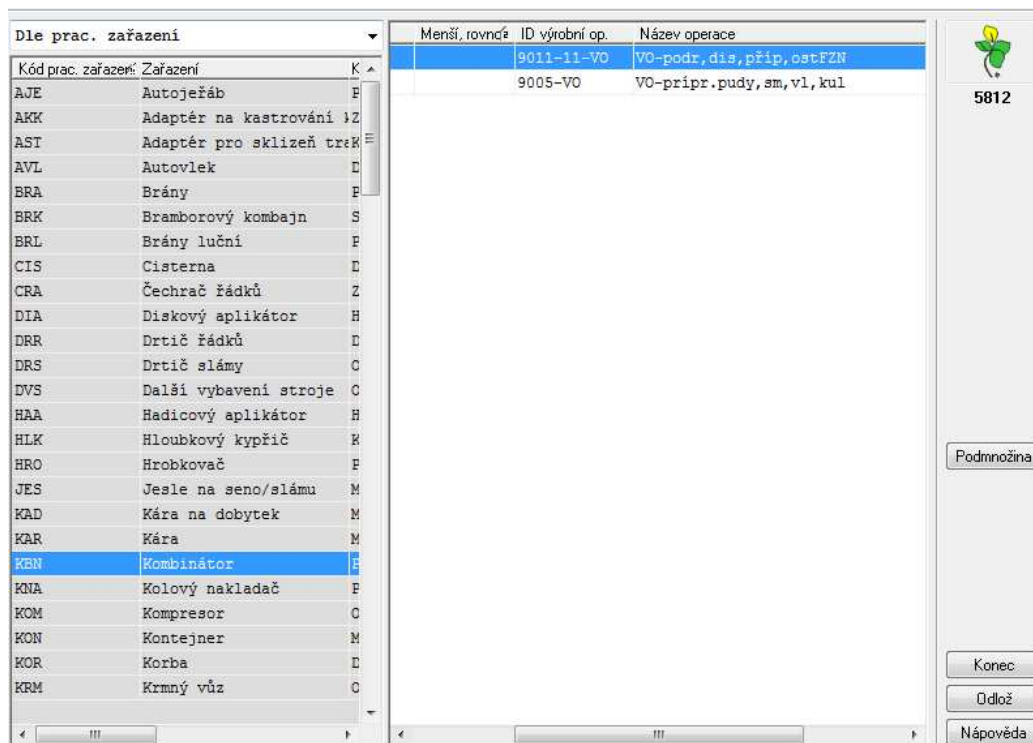 Dle prac. zařazení
Kód prac. zařazení Zařazení K
AJE Autojeřáb P
AKK Adaptér na kastrování k Z
AST Adaptér pro sklizeň tra K
AVL Autovlek D
BRA Brány P
BRK Bramborový kombajn S
BRL Brány luční P
CIS Cisterna D
CRA Čechrač řádků Z
DIA Diskový aplikátor H
DRR Drtič řádků D
DRS Drtič slámy O
DVS Další vybavení stroje O
HAA Hadicový aplikátor H
HLK Hloubkový kypřič K
HRO Hrobkovač P
JES Jesle na seno/slámu M
KAD Kára na dobytek M
KAR Kára M
KBN Kombinátor P
KNA Kolový nakladač P
KOM Kompresor O
KON Kontejner M
KOR Korba D
KRM Krmný vůz O
Menší, rovno ID výrobní op. Název operace
9011-11-VO VO-podr,dis,příp,ostFZN
9005-VO VO-prípr.pudy,sm,vl,kul
5812
Podmnožina
Konec
Odlož
Nápověda